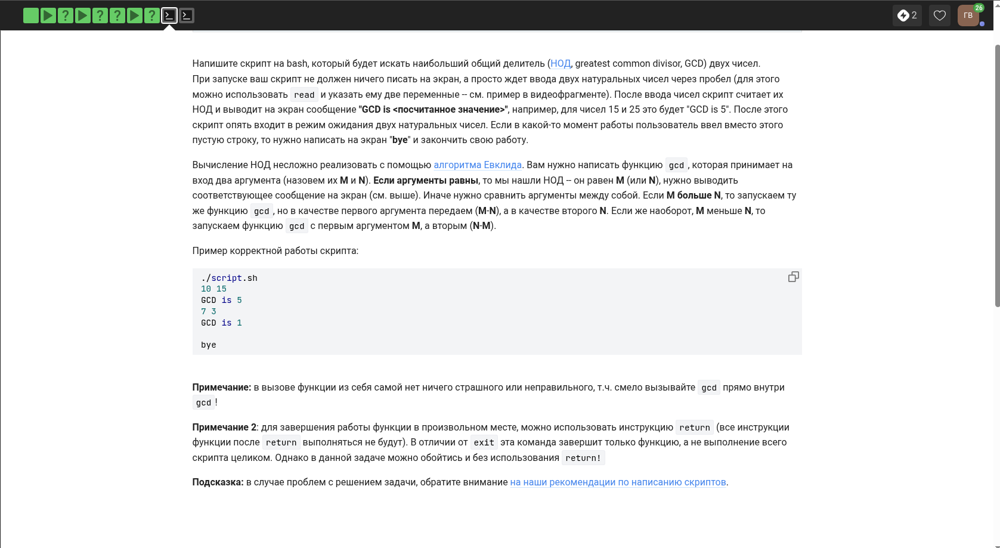 2
ГВ
26
Напишите скрипт на bash, который будет искать наибольший общий делитель (НОД, greatest common divisor, GCD) двух чисел.
При запуске ваш скрипт не должен ничего писать на экран, а просто ждет ввода двух натуральных чисел через пробел (для этого
можно использовать read и указать ему две переменные -- см. пример в видеофрагменте). После ввода чисел скрипт считает их
НОД и выводит на экран сообщение "GCD is <посчитанное значение>", например, для чисел 15 и 25 это будет "GCD is 5". После этого
скрипт опять входит в режим ожидания двух натуральных чисел. Если в какой-то момент работы пользователь ввел вместо этого
пустую строку, то нужно написать на экран "bye" и закончить свою работу.
Вычисление НОД несложно реализовать с помощью алгоритма Евклида. Вам нужно написать функцию gcd, которая принимает на
вход два аргумента (назовем их M и N). Если аргументы равны, то мы нашли НОД -- он равен M (или N), нужно выводить
соответствующее сообщение на экран (см. выше). Иначе нужно сравнить аргументы между собой. Если M больше N, то запускаем ту
же функцию gcd, но в качестве первого аргумента передаем (M-N), а в качестве второго N. Если же наоборот, M меньше N, то
запускаем функцию gcd с первым аргументом M, а вторым (N-M).
Пример корректной работы скрипта:
./script.sh
10 15
GCD is 5
7 3
GCD is 1
bye
Примечание: в вызове функции из себя самой нет ничего страшного или неправильного, т.ч. смело вызывайте gcd прямо внутри
gcd!
Примечание 2: для завершения работы функции в произвольном месте, можно использовать инструкцию return (все инструкции
функции после return выполняться не будут). В отличии от exit эта команда завершит только функцию, а не выполнение всего
скрипта целиком. Однако в данной задаче можно обойтись и без использования return!
Подсказка: в случае проблем с решением задачи, обратите внимание на наши рекомендации по написанию скриптов.